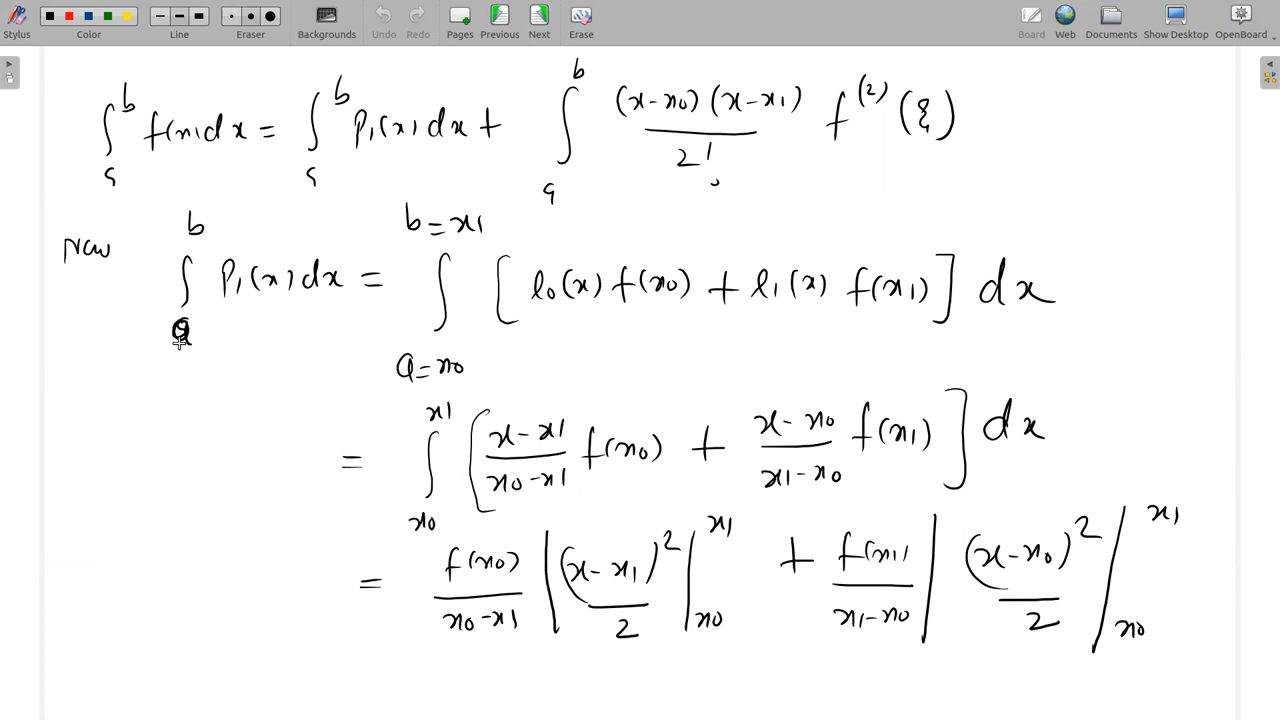 Stylus Color Line Eraser Backgrounds Undo Redo Pages Previous Next Erase Board Web Documents Show Desktop OpenBoard
∫_a^b f(x)dx = ∫_a^b P₁(x)dx + ∫_a^b (x-x₀)(x-x₁)/2! f^(2)(ξ)
Now ∫_a^b P₁(x)dx = ∫_{a=x₀}^{b=x₁} [l₀(x)f(x₀) + l₁(x) f(x₁)] dx
= ∫_{x₀}^{x₁} [(x-x₁)/(x₀-x₁) f(x₀) + (x-x₀)/(x₁-x₀) f(x₁)] dx
= f(x₀)/(x₀-x₁) |(x-x₁)²/2|_{x₀}^{x₁} + f(x₁)/(x₁-x₀) |(x-x₀)²/2|_{x₀}^{x₁}